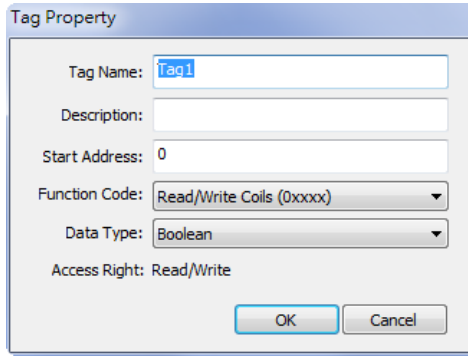 Tag Property
Tag Name: Tag1
Description:
Start Address: 0
Function Code: Read/Write Coils (0xxxx)
Data Type: Boolean
Access Right: Read/Write
OK Cancel